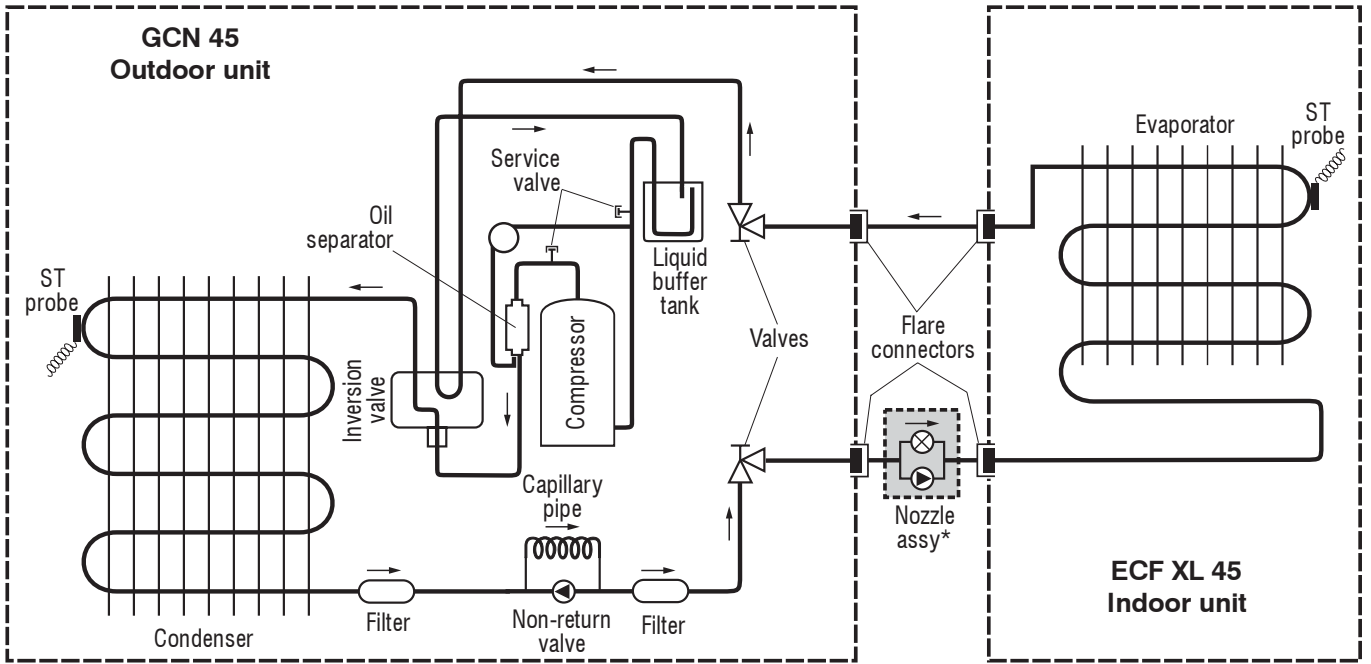 GCN 45
Outdoor unit
Service
valve
Oil
separator
ST
probe
Liquid
buffer
tank
Valves
Inversion
valve
Compressor
Capillary
pipe
Filter
Non-return
valve
Filter
Condenser
Flare
connectors
Nozzle
assy*
Evaporator
ST
probe
ECF XL 45
Indoor unit